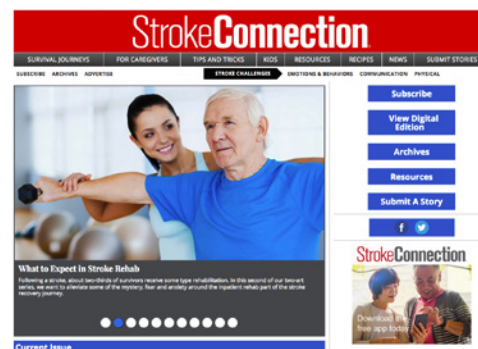 StrokeConnection
SURVIVAL JOURNEYS FOR CAREGIVERS TIPS AND TRICKS KIDS RESOURCES RECIPES NEWS SUBMIT STORIES
SUBSCRIBE ARCHIVES ADVERTISE STROKE CHALLENGES EMOTIONS & BEHAVIORS COMMUNICATION PHYSICAL
Subscribe
View Digital
Edition
Archives
Resources
Submit A Story
What to Expect in Stroke Rehab
Following a stroke, about two-thirds of survivors receive some type rehabilitation. In this second of our two-art
series, we want to alleviate some of the mystery, fear and anxiety around the inpatient rehab part of the stroke
recovery journey.
StrokeConnection
Download the
free app today
Current Issue